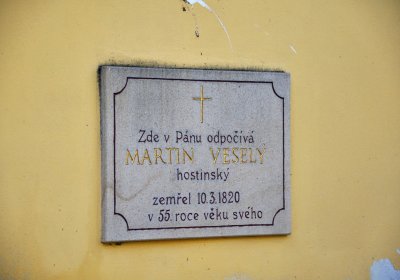 Zde v Pánu odpočívá
MARTIN VESELÝ
hostinský
zemřel 10.3.1820
v 55. roce věku svého